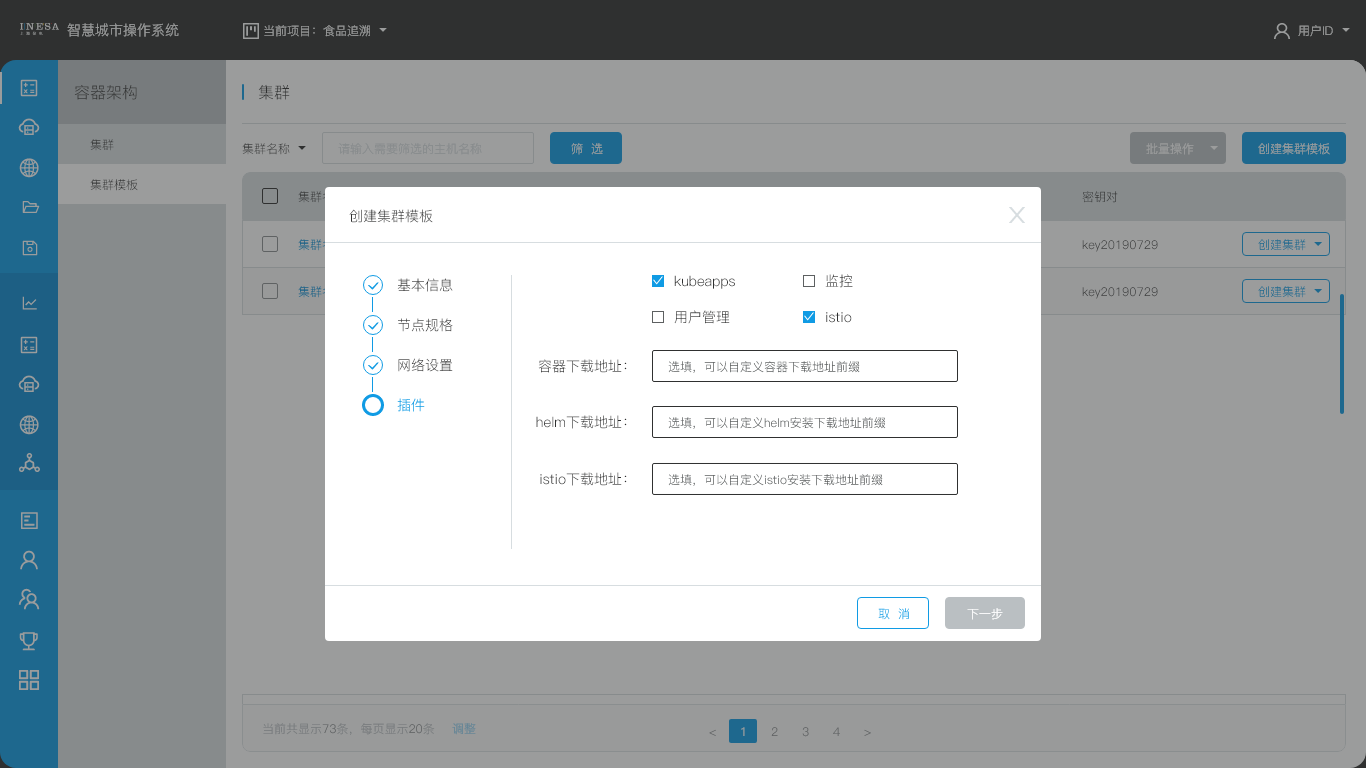 INESA
智慧城市操作系统
当前项目：食品追溯
用户ID
容器架构
集群
集群
集群模板
集群名称
请输入需要筛选的主机名称
筛 选
批量操作
创建集群模板
集群
密钥对
集群
key20190729
创建集群
集群
key20190729
创建集群
创建集群模板
基本信息
节点规格
网络设置
插件
kubeapps
监控
用户管理
istio
容器下载地址：
选填，可以自定义容器下载地址前缀
helm下载地址：
选填，可以自定义helm安装下载地址前缀
istio下载地址：
选填，可以自定义istio安装下载地址前缀
取 消
下一步
当前共显示73条，每页显示20条 调整
< 1 2 3 4 >